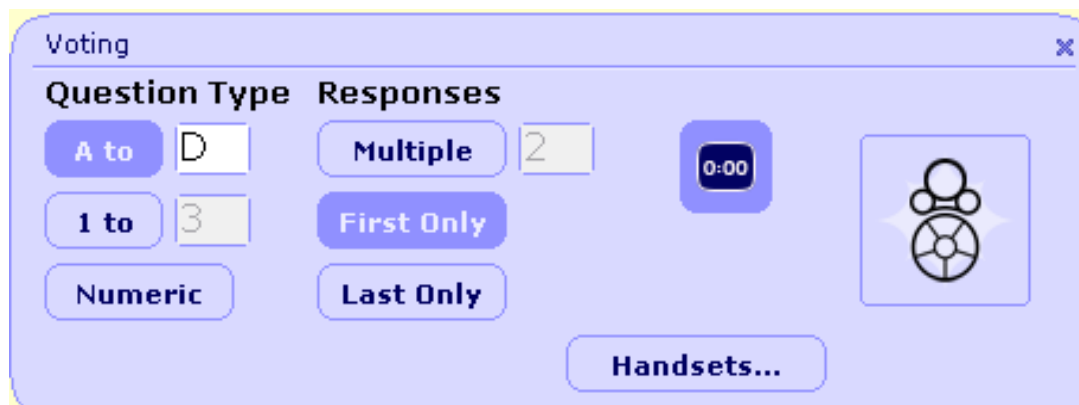 Voting
Question Type Responses
A to D Multiple 2 0:00
1 to 3 First Only
Numeric Last Only
Handsets...